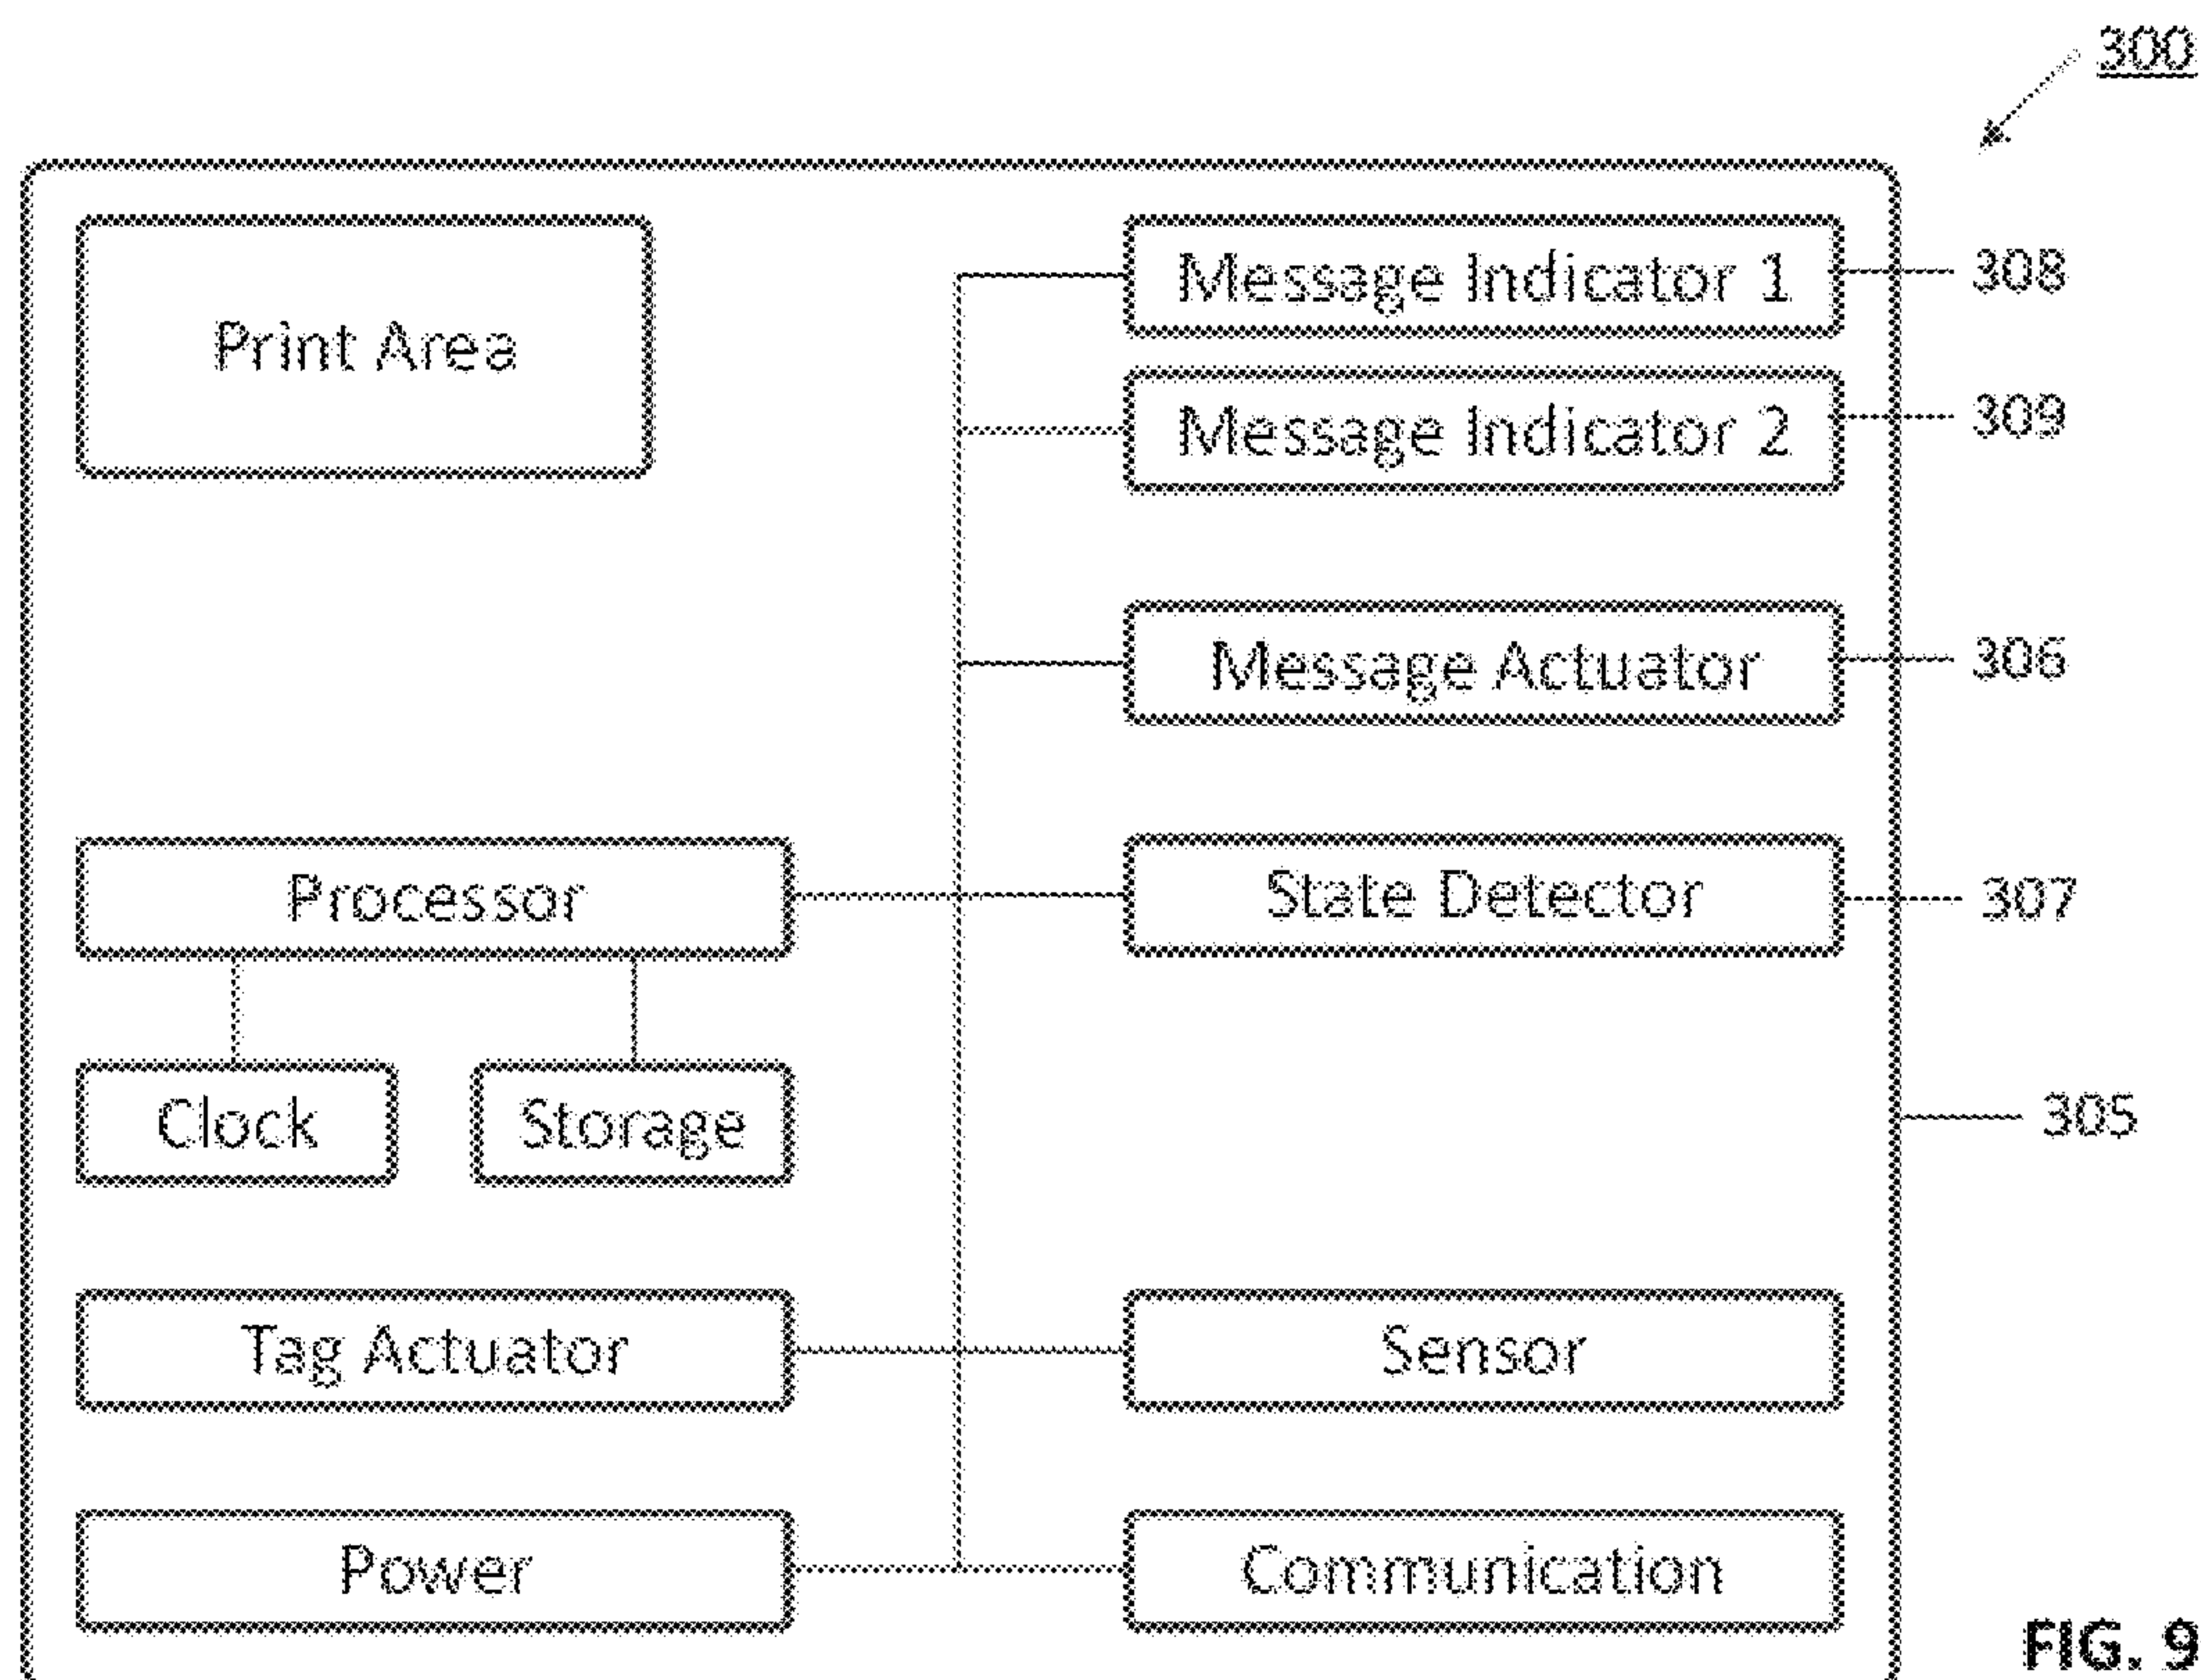 300
Print Area
Message Indicator 1
308
Message Indicator 2
309
Message Actuator
306
Processor
State Detector
307
Clock
Storage
305
Tag Actuator
Sensor
Power
Communication
FIG. 9